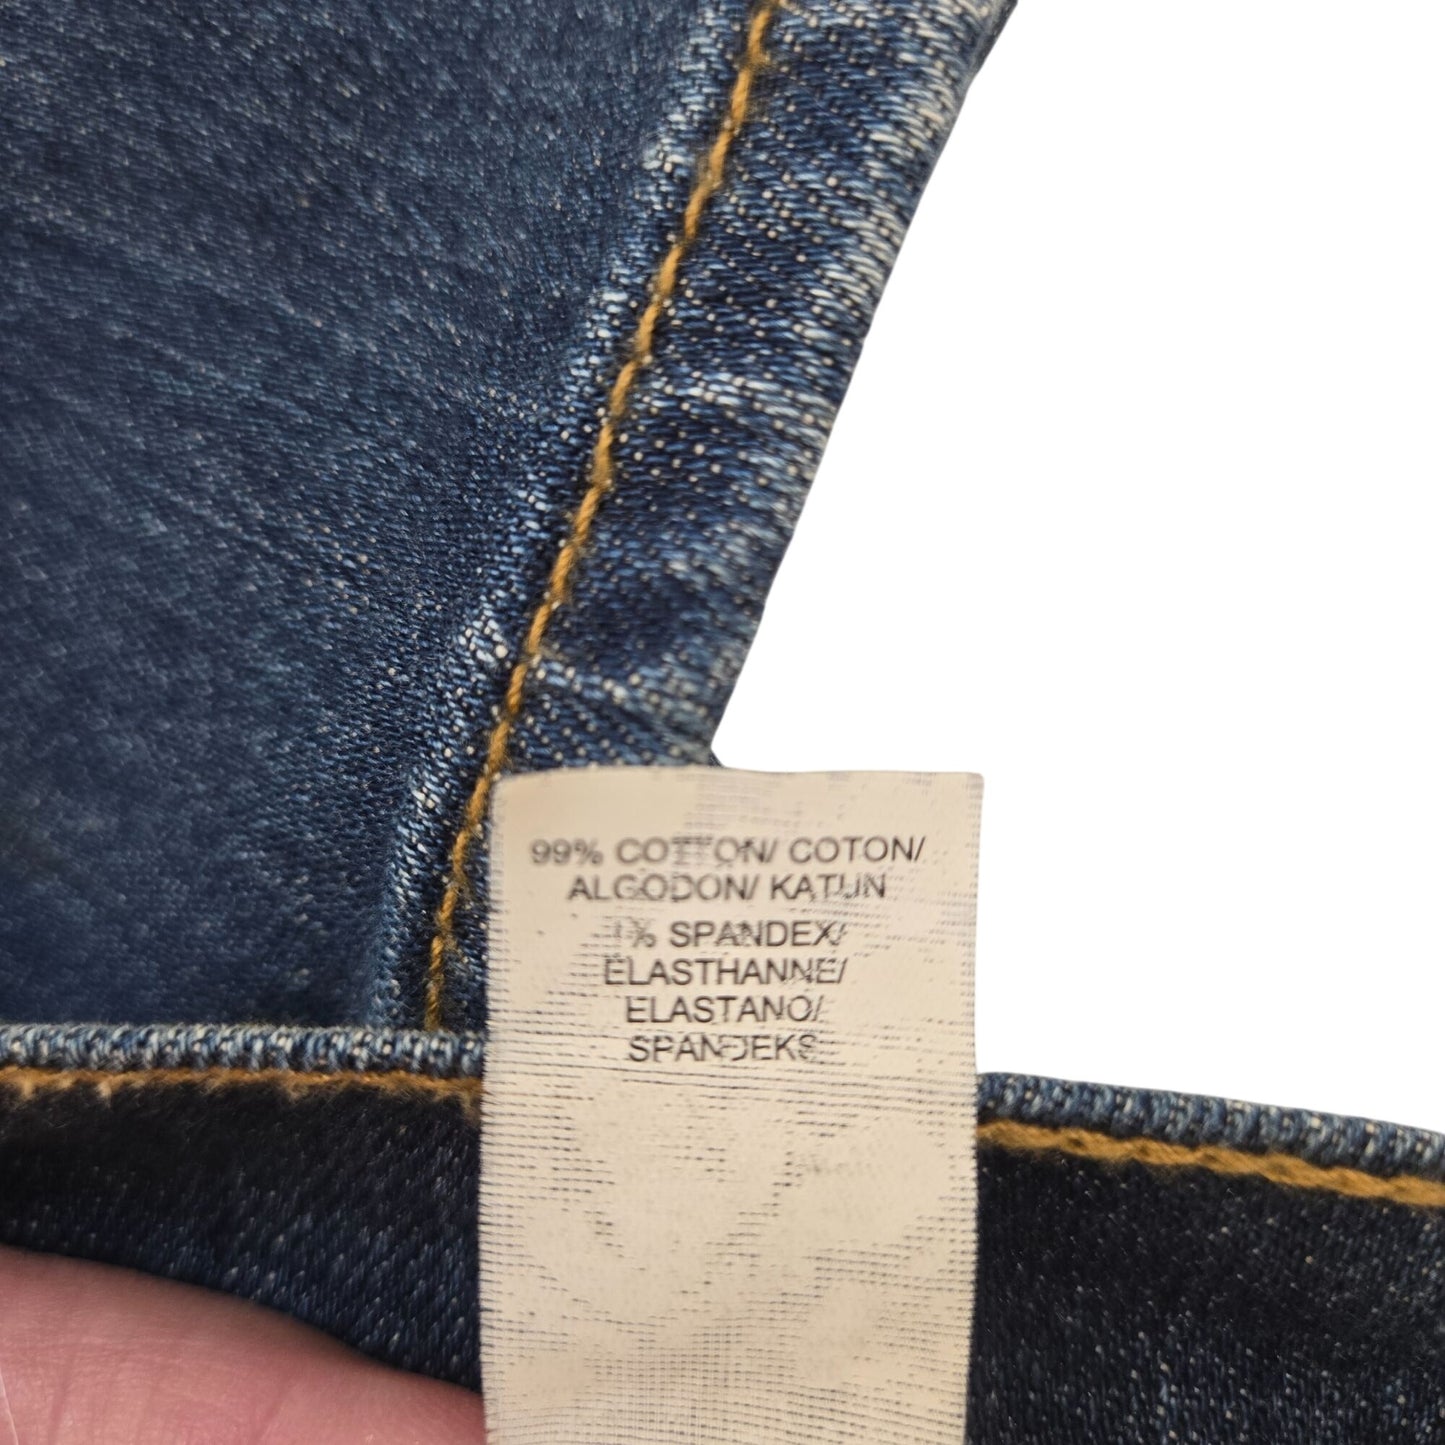 99% COTTON/ COTON/
ALGODON/ KATUN
1% SPANDEX/
ELASTHANNE/
ELASTANO/
SPANDEKS